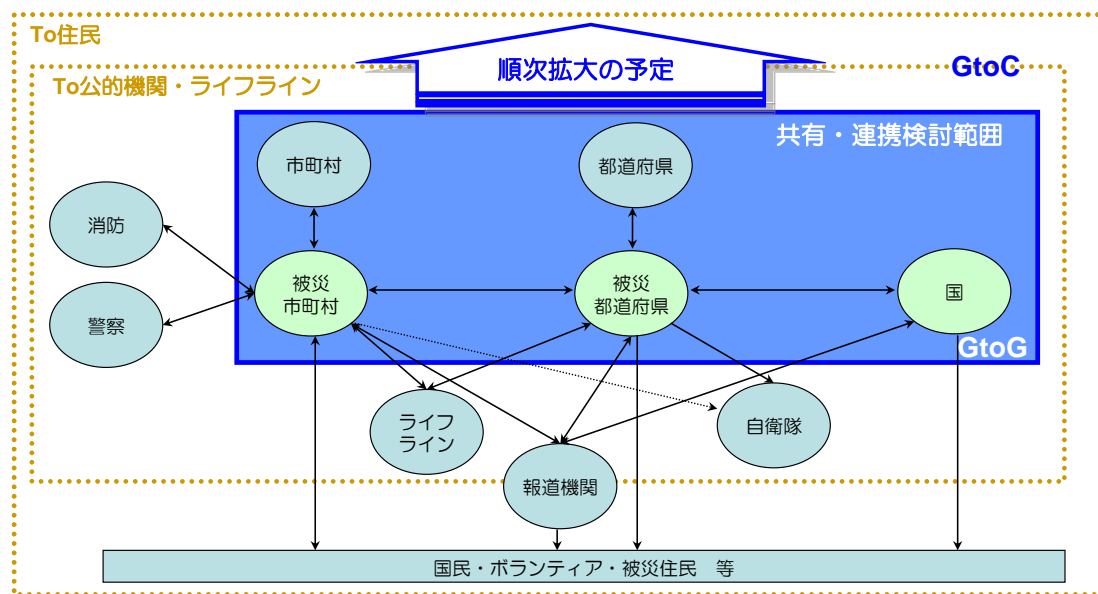 To住民
順次拡大の予定
GtoC
To公的機関・ライフライン
共有・連携検討範囲
市町村
都道府県
消防
被災
市町村
被災
都道府県
国
警察
GtoG
ライフ
ライン
自衛隊
報道機関
国民・ボランティア・被災住民　等